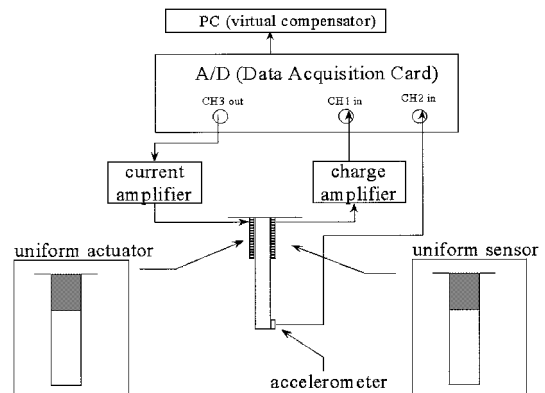 PC (virtual compensator)
A/D (Data Acquisition Card)
CH3 out
CH1 in
CH2 in
current
amplifier
charge
amplifier
uniform actuator
uniform sensor
accelerometer